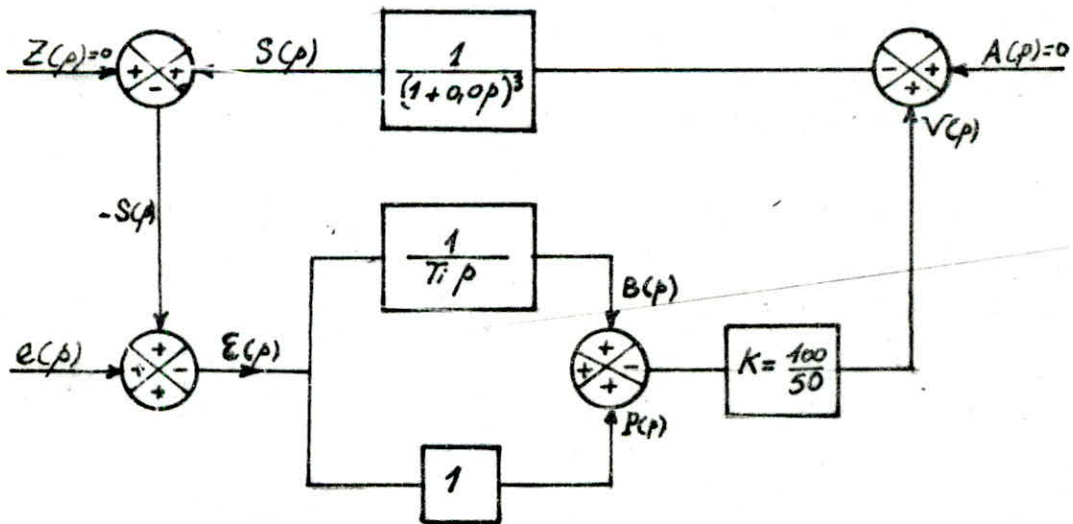 Z(p)=0
+ + -
S(p)
1
(1+0,0p)³
- + +
A(p)=0
V(p)
-S(p)
1
Ti p
B(p)
e(p)
+ + - +
ε(p)
+ + - +
K = 100
50
P(p)
1